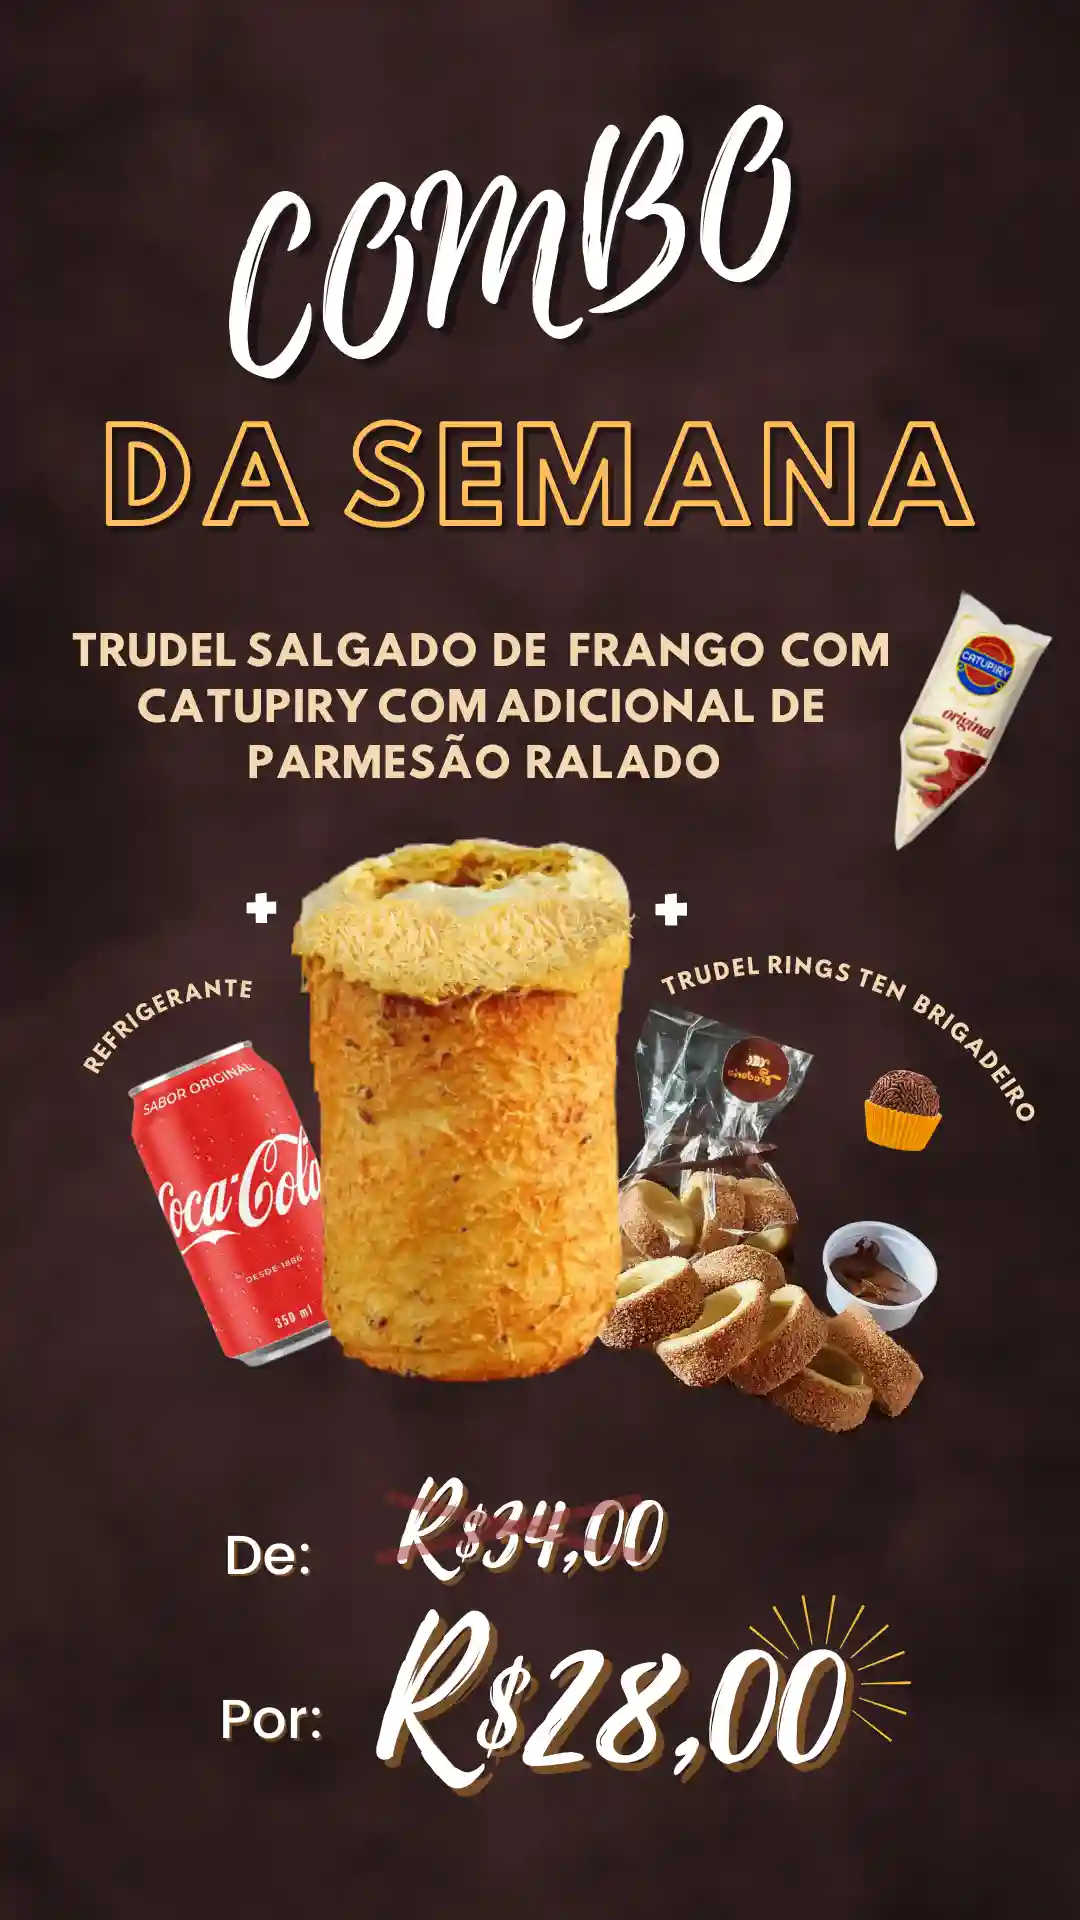 COMBO
DA SEMANA
TRUDEL SALGADO DE FRANGO COM
CATUPIRY COM ADICIONAL DE
PARMESÃO RALADO
CATUPIRY
original
+
+
REFRIGERANTE
TRUDEL RINGS TEN BRIGADEIRO
SABOR ORIGINAL
Coca-Cola
DESDE 1886
350 ml
De: R$34,00
Por: R$28,00